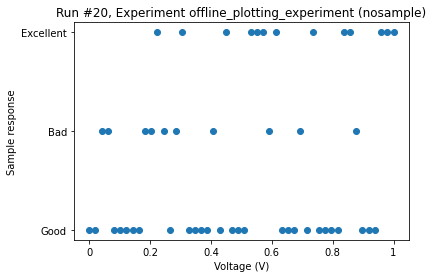 Run #20, Experiment offline_plotting_experiment (nosample)
Excellent
Bad
Good
Sample response
0 0.2 0.4 0.6 0.8 1
Voltage (V)